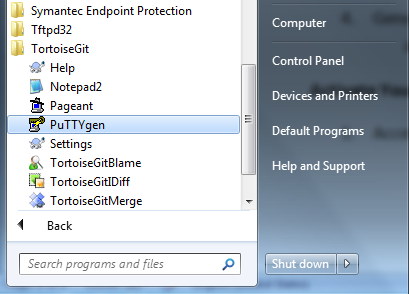 Symantec Endpoint Protection
Tftpd32
TortoiseGit
Help
Notepad2
Pageant
PuTTYgen
Settings
TortoiseGitBlame
TortoiseGitIDiff
TortoiseGitMerge
Back
Search programs and files
Computer
Control Panel
Devices and Printers
Default Programs
Help and Support
Shut down